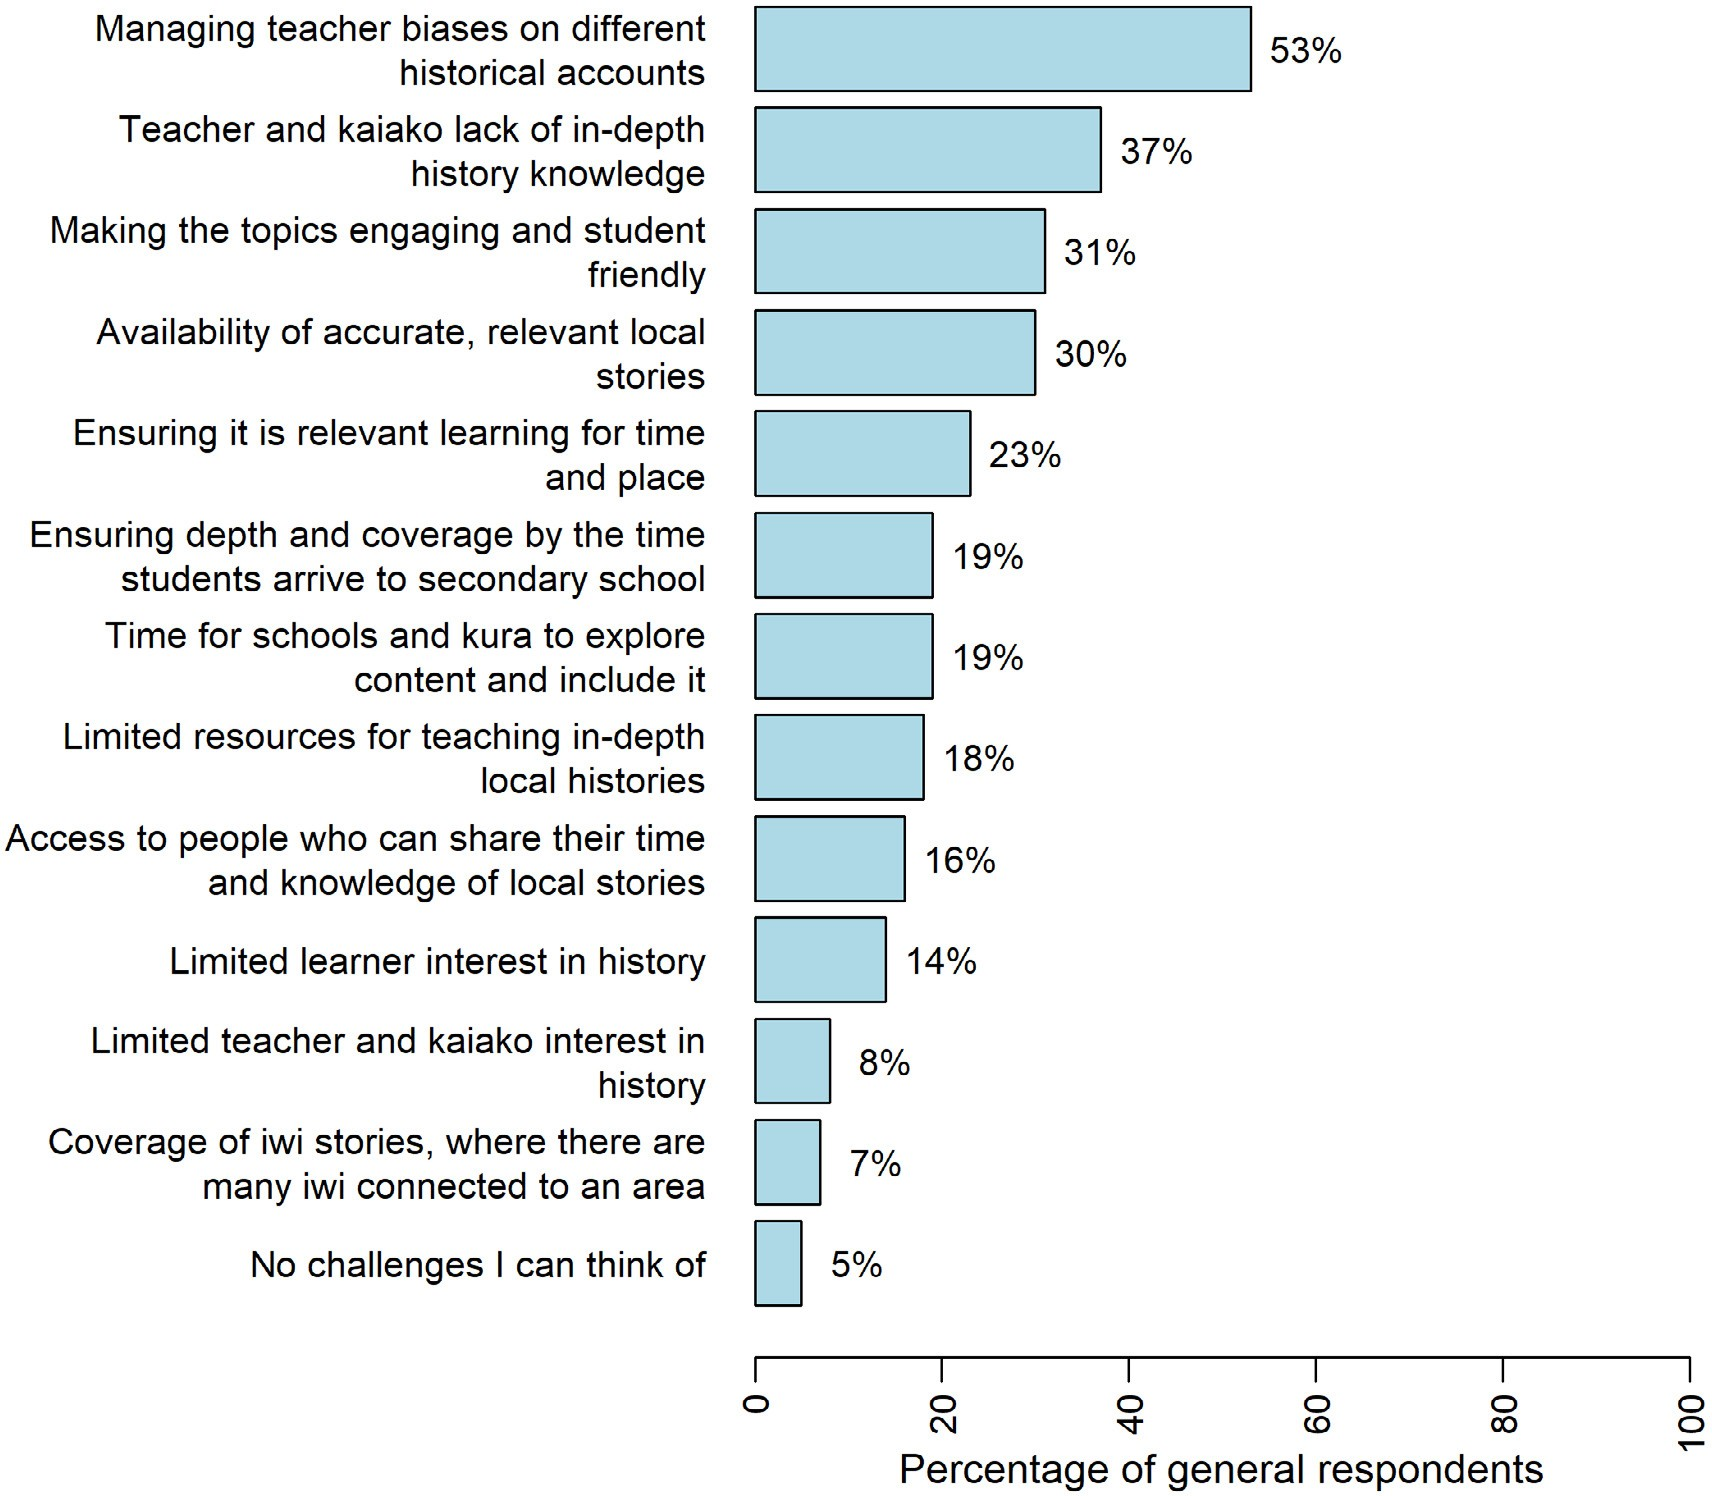 Managing teacher biases on different
historical accounts
53%
Teacher and kaiako lack of in-depth
history knowledge
37%
Making the topics engaging and student
friendly
31%
Availability of accurate, relevant local
stories
30%
Ensuring it is relevant learning for time
and place
23%
Ensuring depth and coverage by the time
students arrive to secondary school
19%
Time for schools and kura to explore
content and include it
19%
Limited resources for teaching in-depth
local histories
18%
Access to people who can share their time
and knowledge of local stories
16%
Limited learner interest in history
14%
Limited teacher and kaiako interest in
history
8%
Coverage of iwi stories, where there are
many iwi connected to an area
7%
No challenges I can think of
5%
0
20
40
60
80
100
Percentage of general respondents